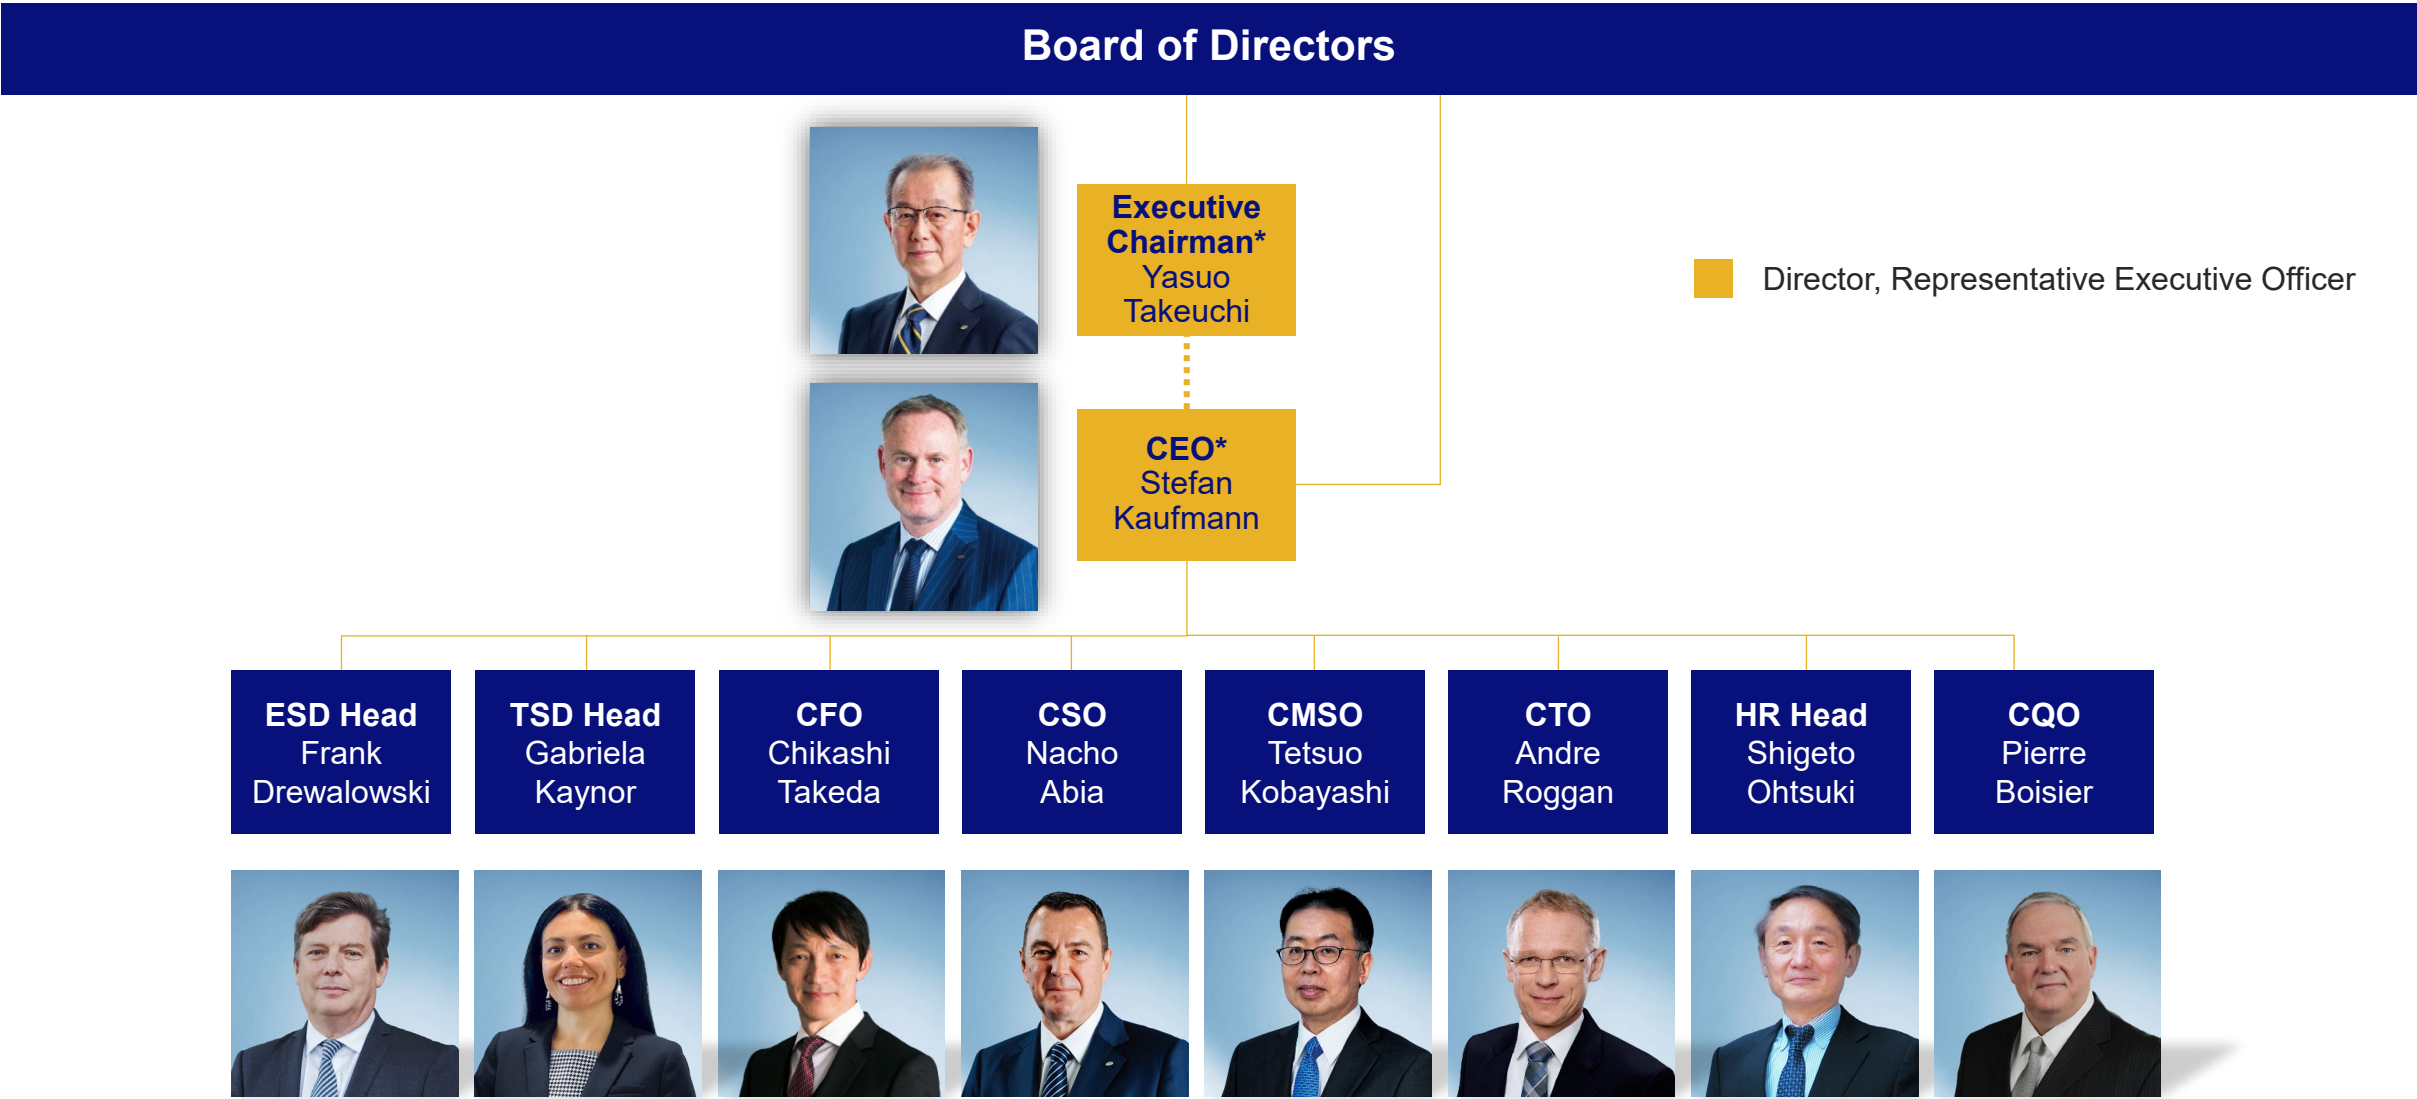 Board of Directors
Executive
Chairman*
Yasuo
Takeuchi
Director, Representative Executive Officer
CEO*
Stefan
Kaufmann
ESD Head
Frank
Drewalowski
TSD Head
Gabriela
Kaynor
CFO
Chikashi
Takeda
CSO
Nacho
Abia
CMSO
Tetsuo
Kobayashi
CTO
Andre
Roggan
HR Head
Shigeto
Ohtsuki
CQO
Pierre
Boisier